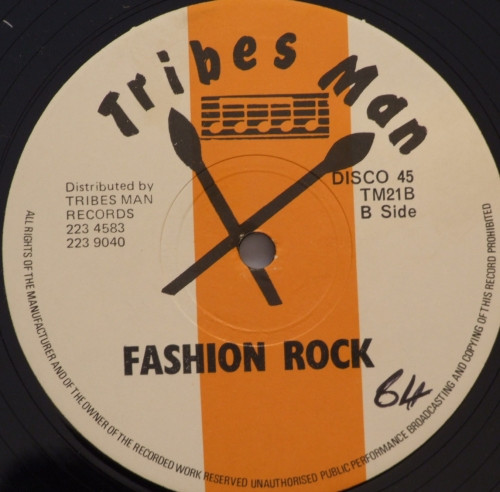 Tribes Man
Distributed by
TRIBES MAN
RECORDS
223 4583
223 9040
DISCO 45
TM21B
B Side
FASHION ROCK
64
ALL RIGHTS OF THE MANUFACTURER AND OF THE OWNER OF THE RECORDED WORK RESERVED UNAUTHORISED PUBLIC PERFORMANCE BROADCASTING AND COPYING OF THIS RECORD PROHIBITED